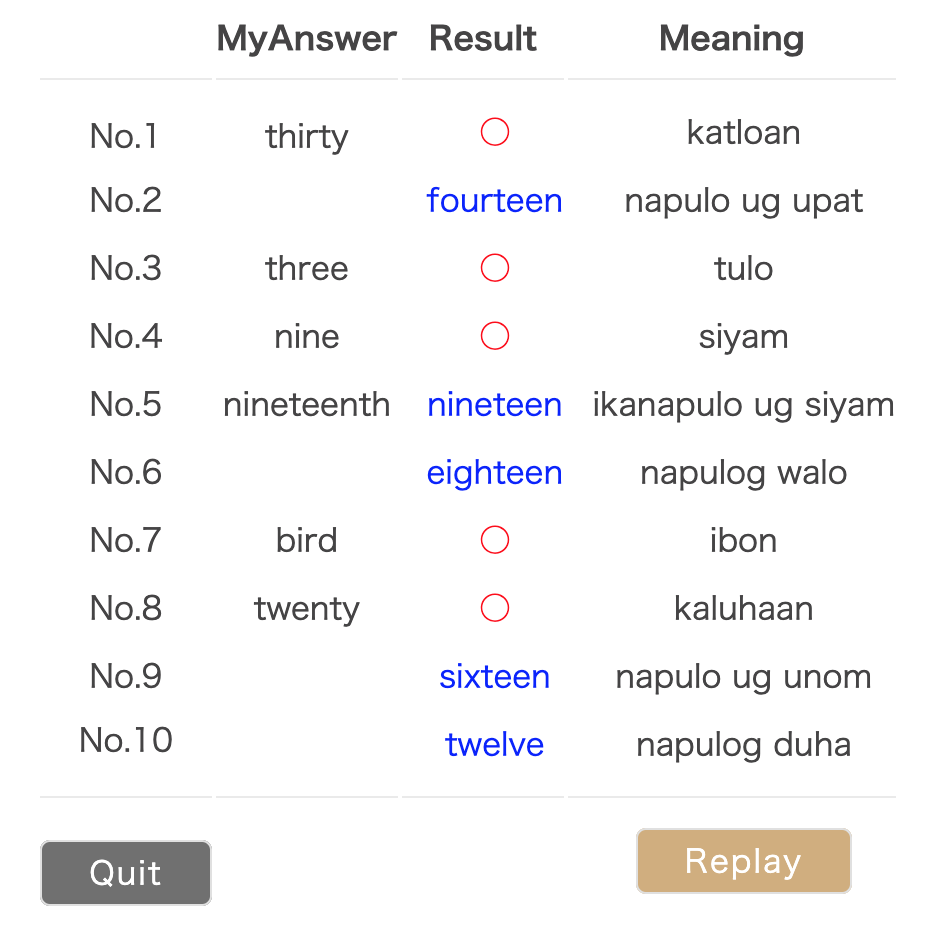 MyAnswer Result Meaning
No.1 thirty ○ katloan
No.2 fourteen napulo ug upat
No.3 three ○ tulo
No.4 nine ○ siyam
No.5 nineteenth nineteen ikanapulo ug siyam
No.6 eighteen napulog walo
No.7 bird ○ ibon
No.8 twenty ○ kaluhaan
No.9 sixteen napulo ug unom
No.10 twelve napulog duha
Quit Replay